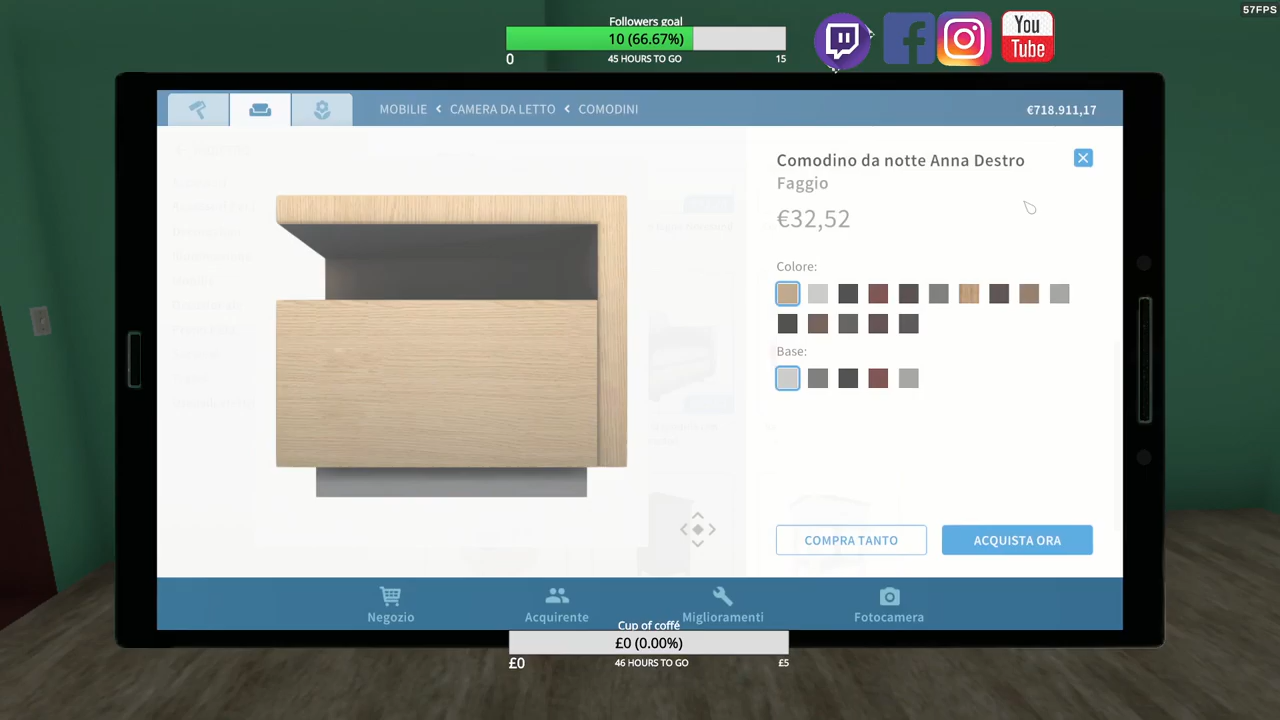 57FPS
Followers goal
10 (66.67%)
0 45 HOURS TO GO 15
You
Tube
MOBILIE < CAMERA DA LETTO < COMODINI
€718.911,17
Comodino da notte Anna Destro
Faggio
€32,52
Colore:
Base:
COMPRA TANTO
ACQUISTA ORA
Negozio
Acquirente
Miglioramenti
Fotocamera
Cup of coffé
£0 (0.00%)
£0 46 HOURS TO GO £5